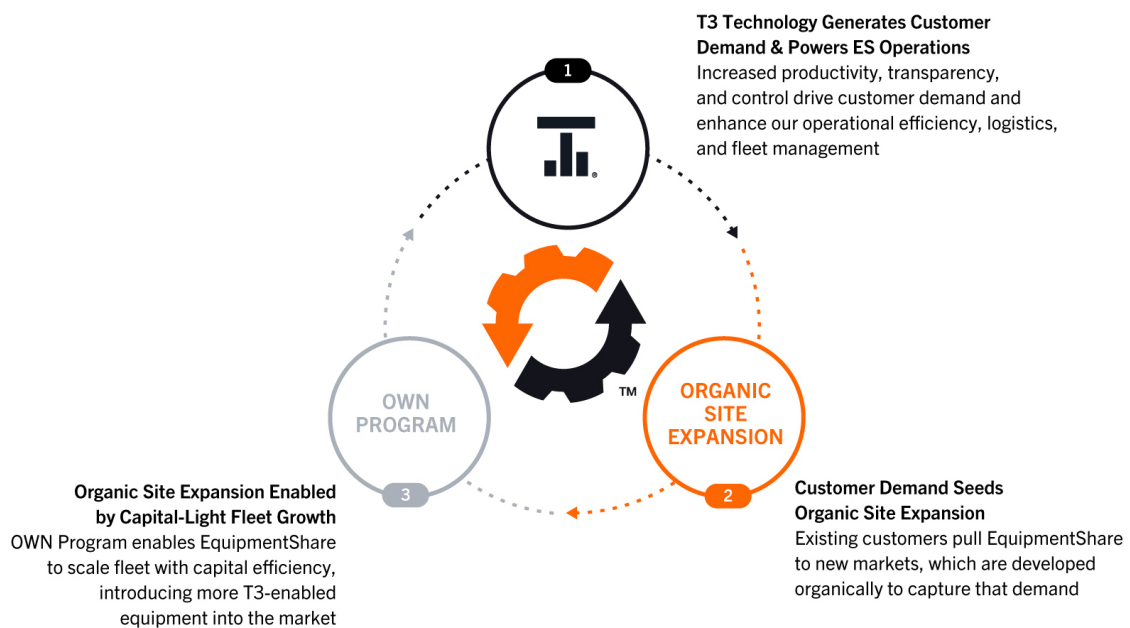 T3 Technology Generates Customer
Demand & Powers ES Operations
Increased productivity, transparency,
and control drive customer demand and
enhance our operational efficiency, logistics,
and fleet management
1
®
TM
OWN
PROGRAM
3
ORGANIC
SITE
EXPANSION
2
Organic Site Expansion Enabled
by Capital-Light Fleet Growth
OWN Program enables EquipmentShare
to scale fleet with capital efficiency,
introducing more T3-enabled
equipment into the market
Customer Demand Seeds
Organic Site Expansion
Existing customers pull EquipmentShare
to new markets, which are developed
organically to capture that demand